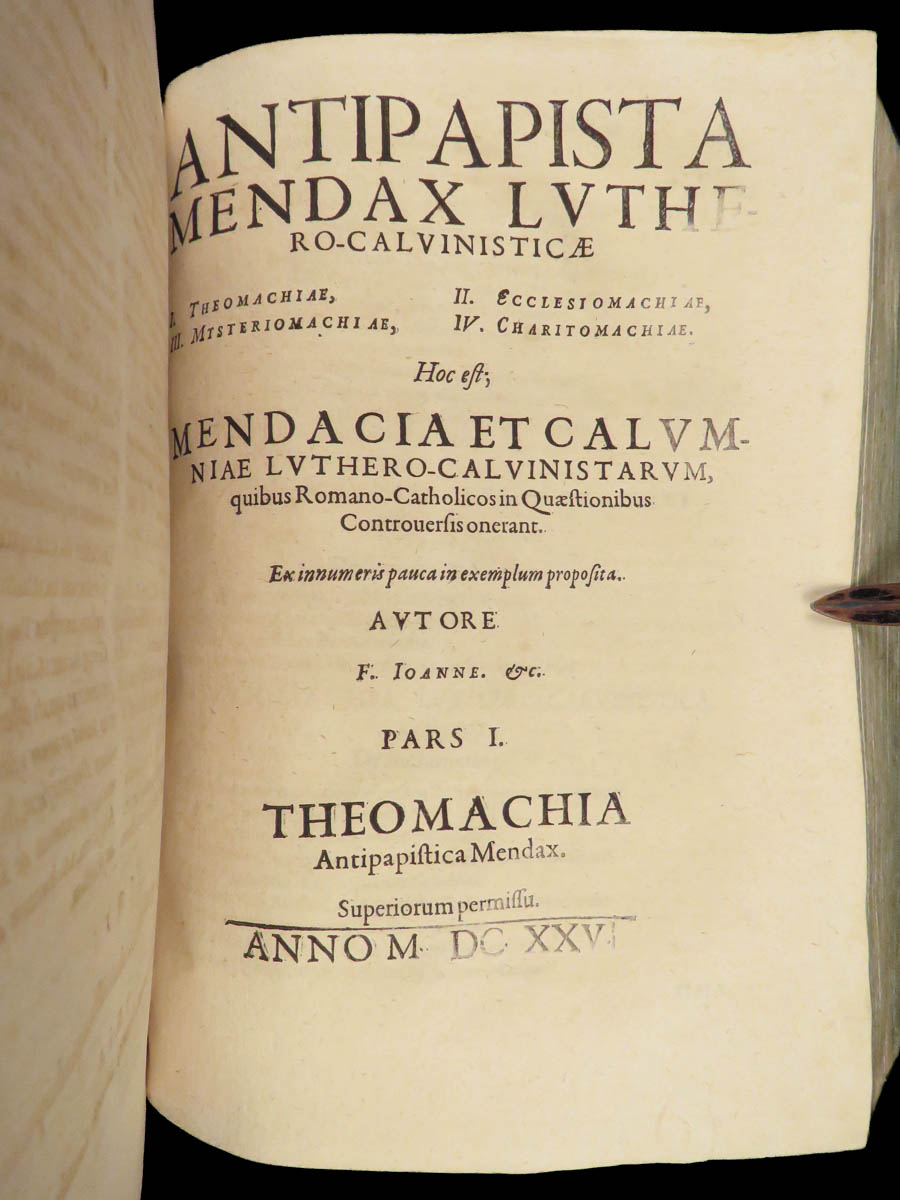 ANTIPAPISTA
MENDAX LVTHE-
RO-CALVINISTICÆ
I. THEOMACHIAE, II. ECCLESIOMACHIAE,
III. MYSTERIOMACHIAE, IV. CHARITOMACHIAE.
Hoc eſt;
MENDACIA ET CALVM-
NIAE LVTHERO-CALVINISTARVM,
quibus Romano-Catholicos in Quæſtionibus
Controuerſis onerant.
Ex innumeris pauca in exemplum propoſita.
AVTORE
F. IOANNE. &c.
PARS I.
THEOMACHIA
Antipapiſtica Mendax.
Superiorum permiſſu.
ANNO M DC XXVI